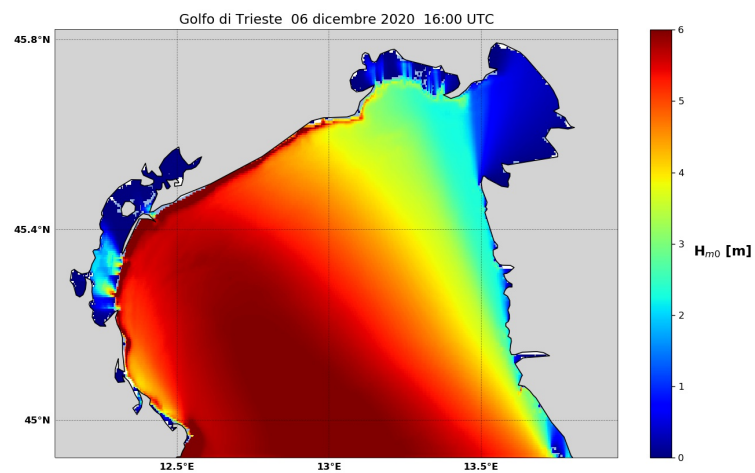 Golfo di Trieste 06 dicembre 2020 16:00 UTC
45.8°N
45.4°N
45°N
12.5°E
13°E
13.5°E
6
5
4
3
2
1
0
Hm0 [m]